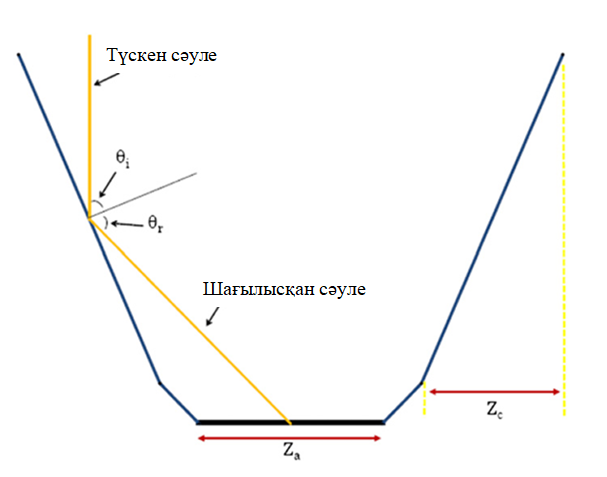 Түскен сәуле
θi
θr
Шағылысқан сәуле
Zc
Za